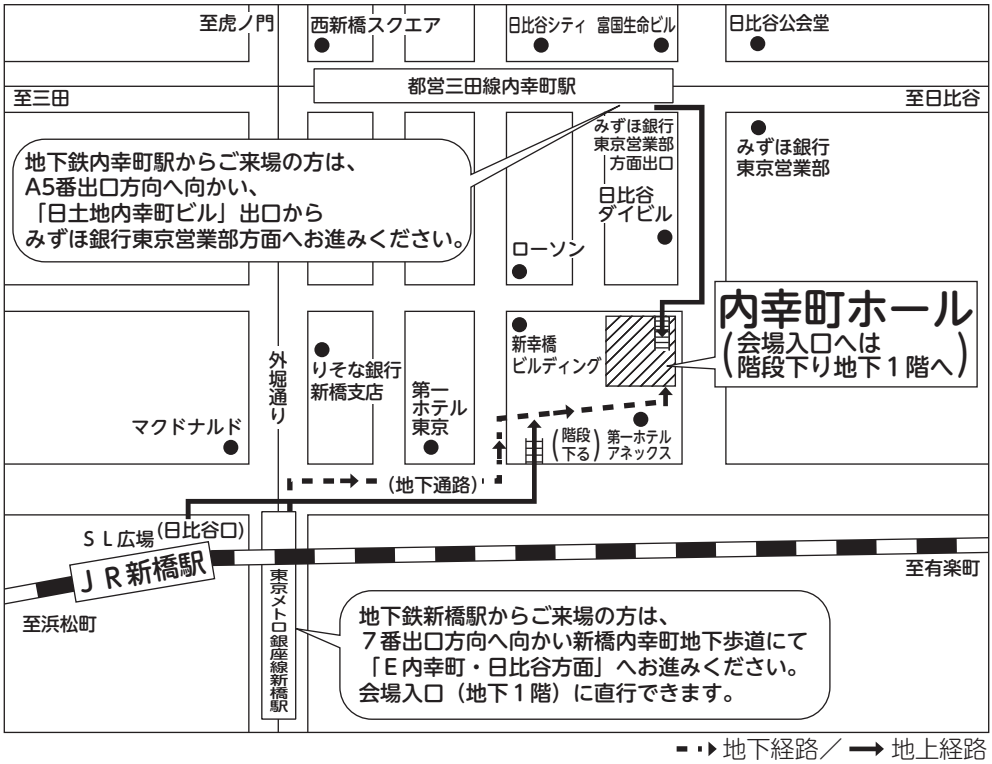 至虎ノ門
西新橋スクエア
日比谷シティ
富国生命ビル
日比谷公会堂
都営三田線内幸町駅
至三田
至日比谷
みずほ銀行
東京営業部
方面出口
みずほ銀行
東京営業部
地下鉄内幸町駅からご来場の方は、
A5番出口方向へ向かい、
「日土地内幸町ビル」出口から
みずほ銀行東京営業部方面へお進みください。
日比谷
ダイビル
ローソン
内幸町ホール
(会場入口へは
階段下り地下１階へ)
新幸橋
ビルディング
外堀通り
りそな銀行
新橋支店
第一
ホテル
東京
マクドナルド
(階段
下る)
第一ホテル
アネックス
(地下通路)
ＳＬ広場
(日比谷口)
ＪＲ新橋駅
至有楽町
至浜松町
東京メトロ銀座線新橋駅
地下鉄新橋駅からご来場の方は、
７番出口方向へ向かい新橋内幸町地下歩道にて
「Ｅ内幸町・日比谷方面」へお進みください。
会場入口（地下１階）に直行できます。
地下経路／地上経路